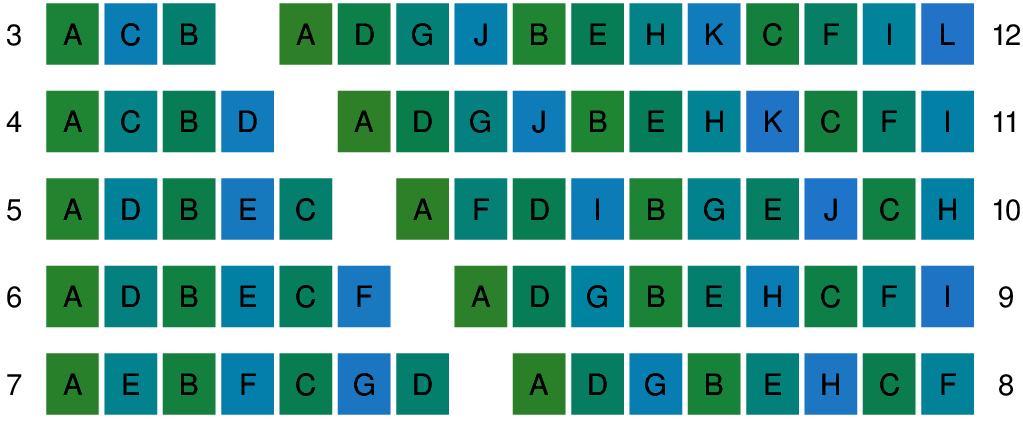 3 A C B A D G J B E H K C F I L 12
4 A C B D A D G J B E H K C F I 11
5 A D B E C A F D I B G E J C H 10
6 A D B E C F A D G B E H C F I 9
7 A E B F C G D A D G B E H C F 8